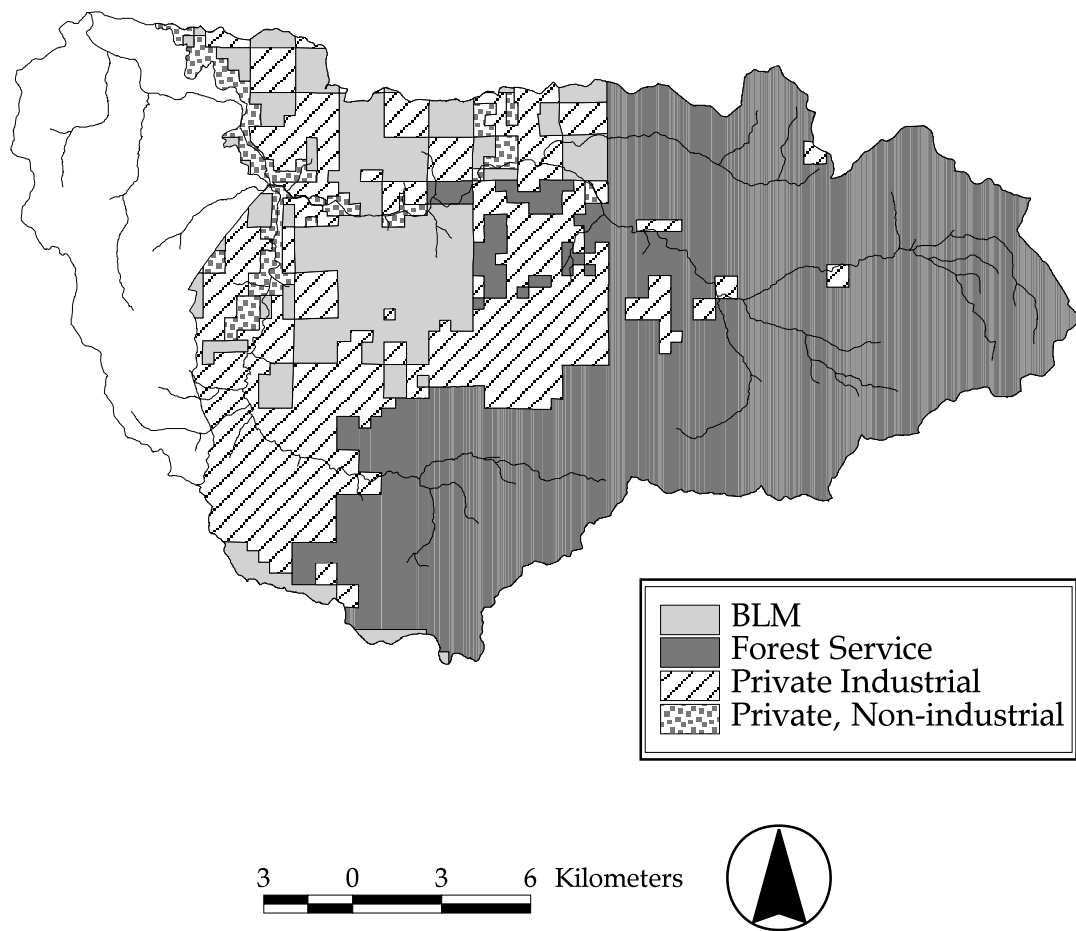 BLM
Forest Service
Private Industrial
Private, Non-industrial
3 0 3 6 Kilometers